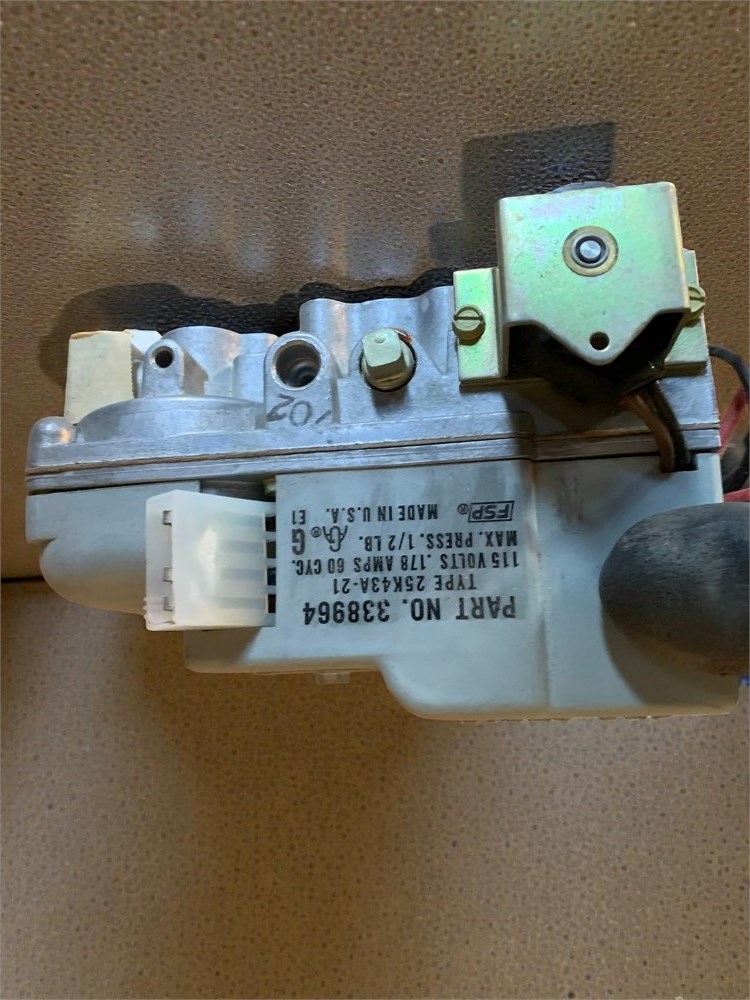 PART NO. 338964
TYPE 25K43A-21
115 VOLTS .178 AMPS 60 CYC.
MAX. PRESS. 1/2 LB.
FSP® MADE IN U.S.A. E1